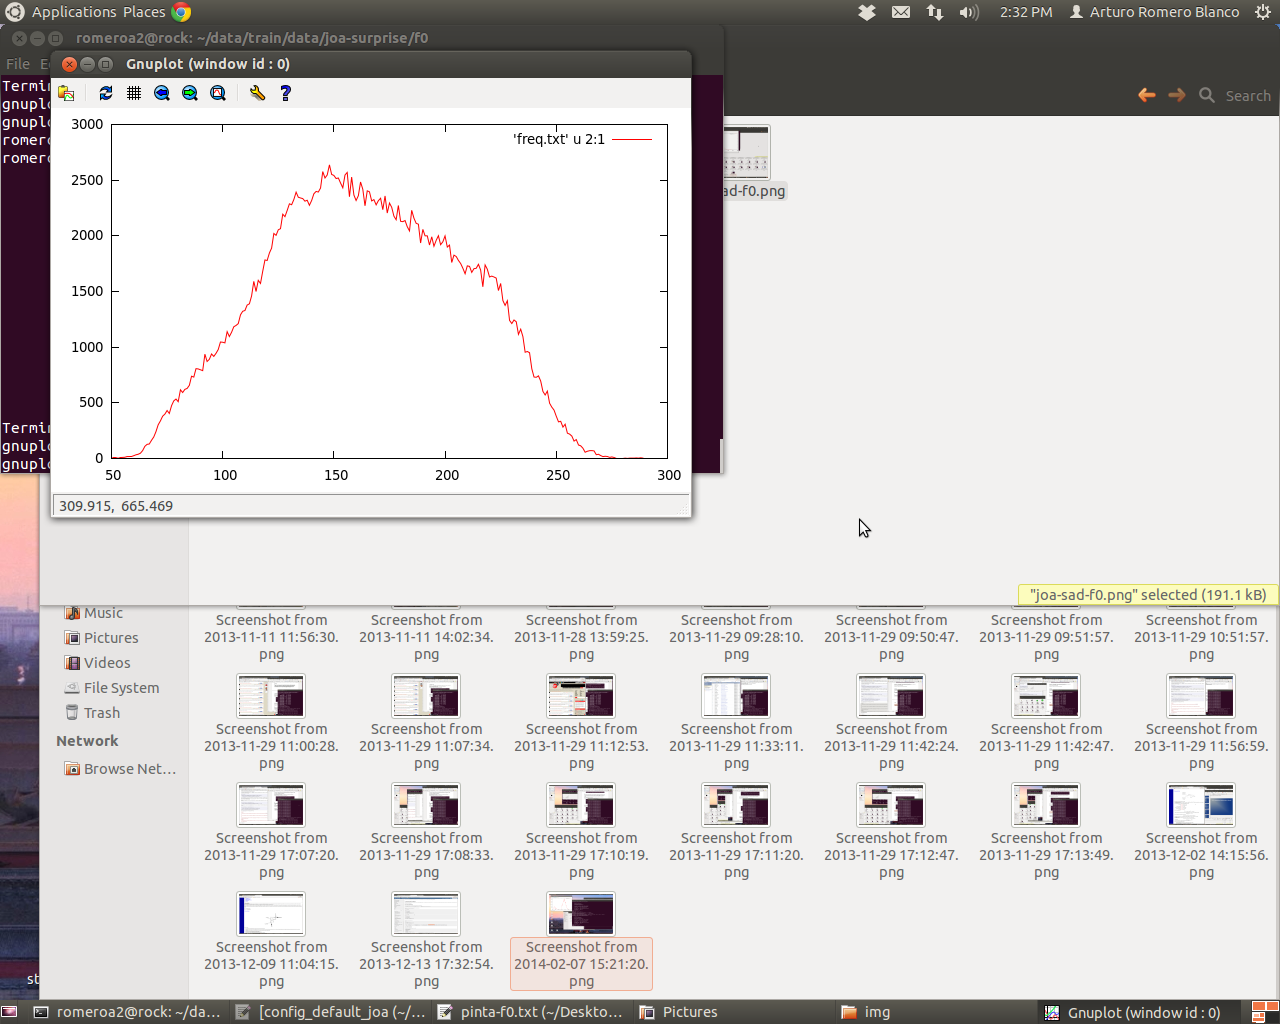 Applications Places 2:32 PM Arturo Romero Blanco
romeroa2@rock: ~/data/train/data/joa-surprise/f0
File
Gnuplot (window id : 0)
Search
Termin
gnuplo
gnuplo
romero
romero
Termin
gnuplo
gnuplo
3000
2500
2000
1500
1000
500
0
'freq.txt' u 2:1
50 100 150 200 250 300
309.915, 665.469
ad-f0.png
"joa-sad-f0.png" selected (191.1 kB)
Music
Pictures
Videos
File System
Trash
Network
Browse Net...
Screenshot from 2013-11-11 11:56:30.png
Screenshot from 2013-11-11 14:02:34.png
Screenshot from 2013-11-28 13:59:25.png
Screenshot from 2013-11-29 09:28:10.png
Screenshot from 2013-11-29 09:50:47.png
Screenshot from 2013-11-29 09:51:57.png
Screenshot from 2013-11-29 10:51:57.png
Screenshot from 2013-11-29 11:00:28.png
Screenshot from 2013-11-29 11:07:34.png
Screenshot from 2013-11-29 11:12:53.png
Screenshot from 2013-11-29 11:33:11.png
Screenshot from 2013-11-29 11:42:24.png
Screenshot from 2013-11-29 11:42:47.png
Screenshot from 2013-11-29 11:56:59.png
Screenshot from 2013-11-29 17:07:20.png
Screenshot from 2013-11-29 17:08:33.png
Screenshot from 2013-11-29 17:10:19.png
Screenshot from 2013-11-29 17:11:20.png
Screenshot from 2013-11-29 17:12:47.png
Screenshot from 2013-11-29 17:13:49.png
Screenshot from 2013-12-02 14:15:56.png
Screenshot from 2013-12-09 11:04:15.png
Screenshot from 2013-12-13 17:32:54.png
Screenshot from 2014-02-07 15:21:20.png
st
romeroa2@rock: ~/da... [config_default_joa (~/... pinta-f0.txt (~/Deskto... Pictures img Gnuplot (window id : 0)